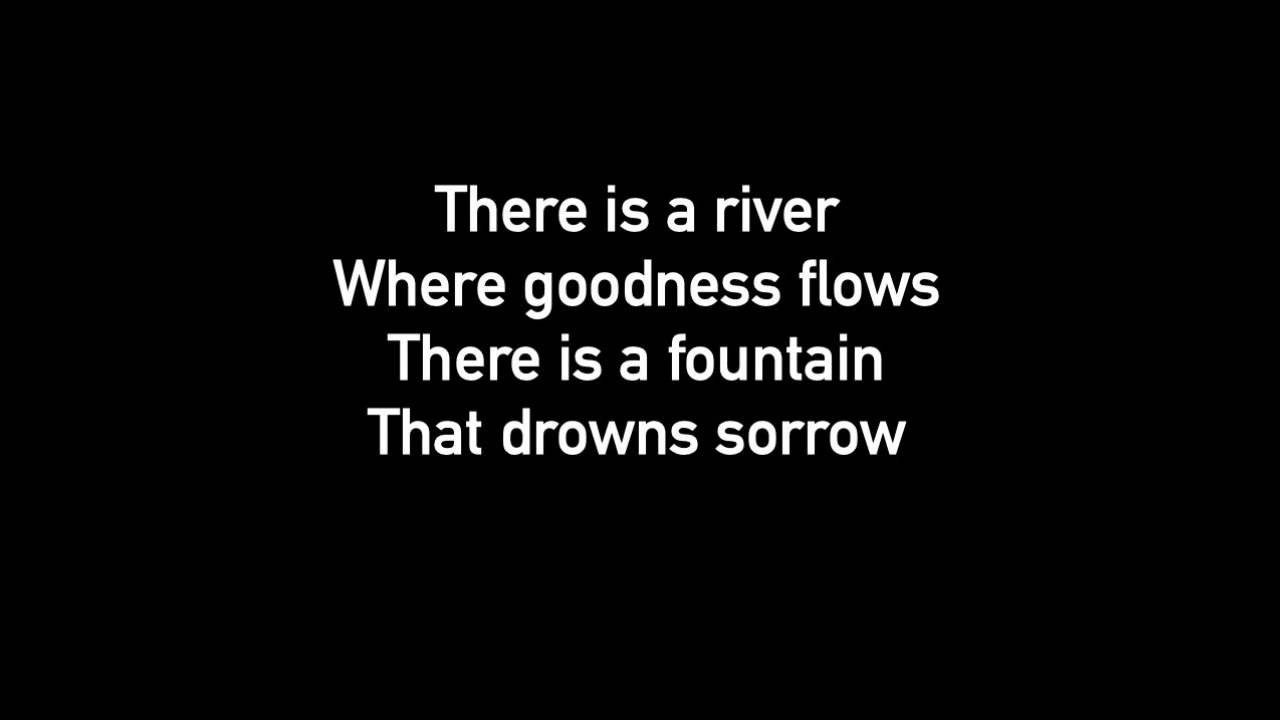 There is a river
Where goodness flows
There is a fountain
That drowns sorrow